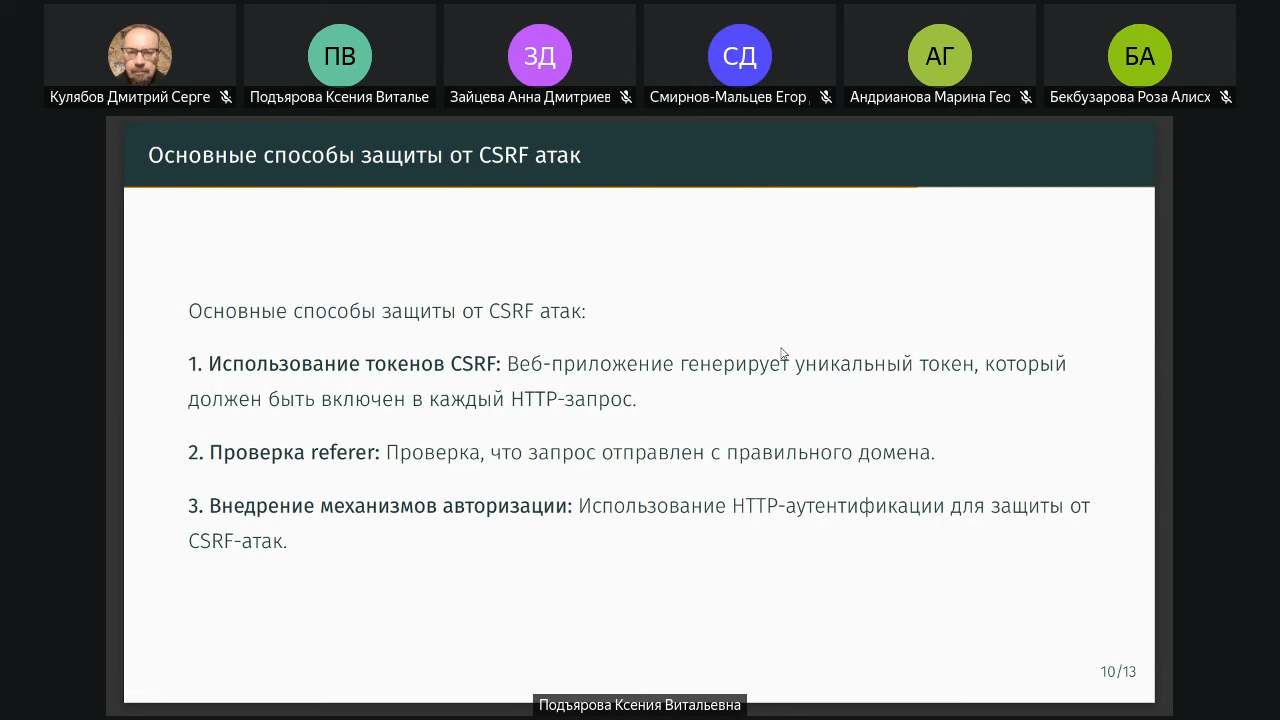 ПВ
ЗД
СД
АГ
БА
Кулябов Дмитрий Серге
Подъярова Ксения Виталье
Зайцева Анна Дмитриев
Смирнов-Мальцев Егор
Андрианова Марина Гео
Бекбузарова Роза Алисх
Основные способы защиты от CSRF атак
Основные способы защиты от CSRF атак:
1. Использование токенов CSRF: Веб-приложение генерирует уникальный токен, который
должен быть включен в каждый HTTP-запрос.
2. Проверка referer: Проверка, что запрос отправлен с правильного домена.
3. Внедрение механизмов авторизации: Использование HTTP-аутентификации для защиты от
CSRF-атак.
10/13
Подъярова Ксения Витальевна